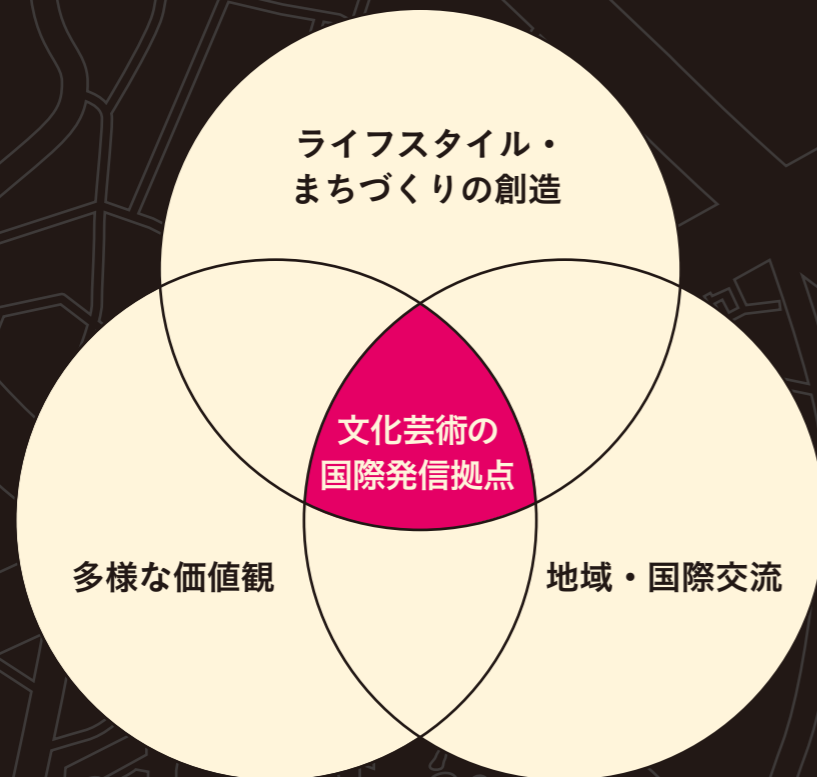 ライフスタイル・
まちづくりの創造
文化芸術の
国際発信拠点
多様な価値観
地域・国際交流